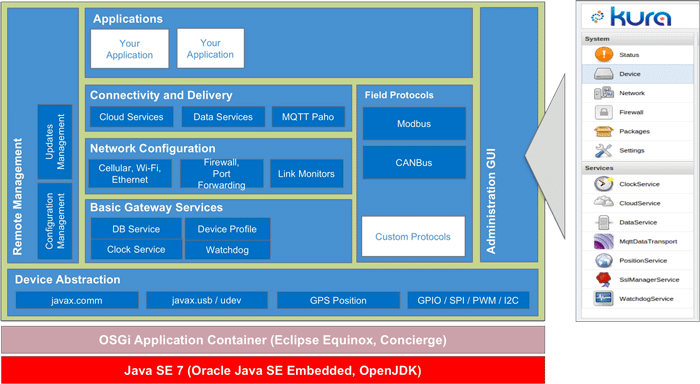 Applications
Your
Application
Your
Application
Remote Management
Updates
Management
Configuration
Management
Connectivity and Delivery
Cloud Services
Data Services
MQTT Paho
Network Configuration
Cellular, Wi-Fi,
Ethernet
Firewall,
Port
Forwarding
Link Monitors
Basic Gateway Services
DB Service
Device Profile
Clock Service
Watchdog
Field Protocols
Modbus
CANBus
Custom Protocols
Administration GUI
Device Abstraction
javax.comm
javax.usb / udev
GPS Position
GPIO / SPI / PWM / I2C
OSGi Application Container (Eclipse Equinox, Concierge)
Java SE 7 (Oracle Java SE Embedded, OpenJDK)
kura
System
Status
Device
Network
Firewall
Packages
Settings
Services
ClockService
CloudService
DataService
MqttDataTransport
PositionService
SslManagerService
WatchdogService